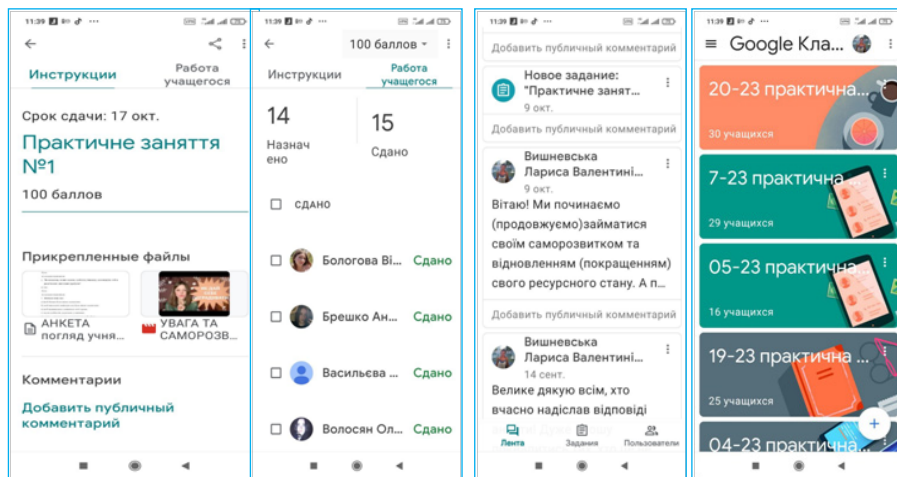 11:39
Инструкции
Работа
учащегося
Срок сдачи: 17 окт.
Практичне заняття
№1
100 баллов
Прикрепленные файлы
АНКЕТА
погляд учня...
УВАГА ТА
САМОРОЗВ...
Комментарии
Добавить публичный
комментарий
11:39
100 баллов
Инструкции
Работа
учащегося
14
Назнач
ено
15
Сдано
СДАНО
Бологова Ві... Сдано
Брешко Ан... Сдано
Васильєва ... Сдано
Волосян Ол... Сдано
11:39
Добавить публичный комментарий
Новое задание:
"Практичне занят...
9 окт.
Добавить публичный комментарий
Вишневська
Лариса Валентині...
9 окт.
Вітаю! Ми починаємо
(продовжуємо)займатися
своїм саморозвитком та
відновленням (покращенням)
свого ресурсного стану. А п...
Добавить публичный комментарий
Вишневська
Лариса Валентині...
14 сент.
Велике дякую всім, хто
вчасно надіслав відповіді
Лента
Задания
Пользователи
11:39
Google Кла...
20-23 практична...
30 учащихся
7-23 практична
29 учащихся
05-23 практична...
16 учащихся
19-23 практична ...
25 учащихся
04-23 практична...